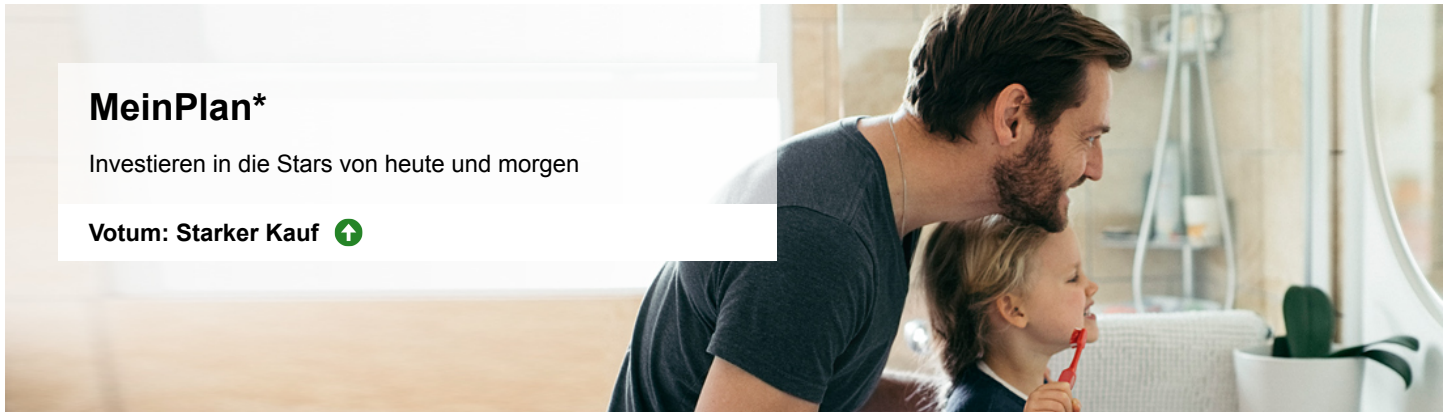 MeinPlan*
Investieren in die Stars von heute und morgen
Votum: Starker Kauf